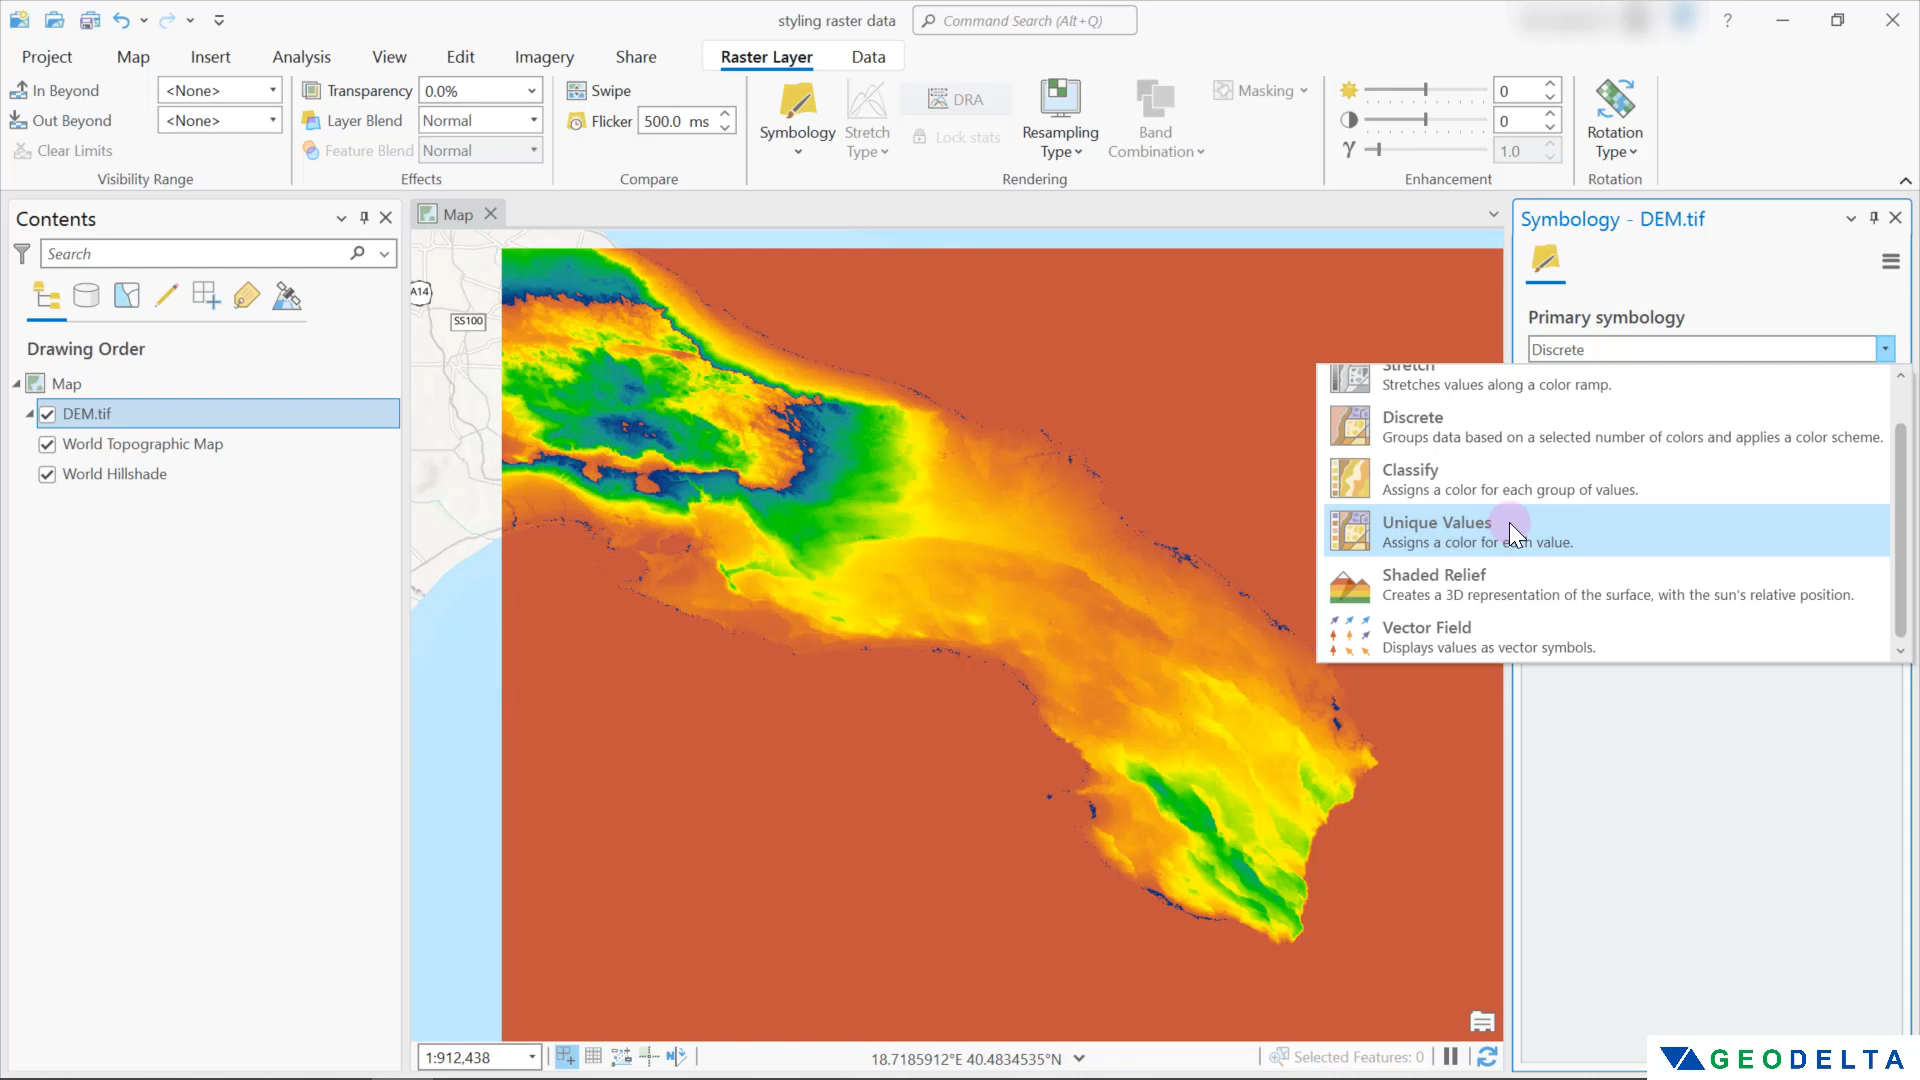 styling raster data
Command Search (Alt+Q)
?
Project Map Insert Analysis View Edit Imagery Share Raster Layer Data
In Beyond <None>
Out Beyond <None>
Clear Limits
Visibility Range
Transparency 0.0%
Layer Blend Normal
Feature Blend Normal
Effects
Swipe
Flicker 500.0 ms
Compare
Symbology
Stretch
Type
DRA
Lock stats
Resampling
Type
Band
Combination
Masking
Rendering
0
0
γ 1.0
Enhancement
Rotation
Type
Rotation
Contents
Search
Drawing Order
Map
DEM.tif
World Topographic Map
World Hillshade
Map
A14
SS100
Symbology - DEM.tif
Primary symbology
Discrete
Stretch
Stretches values along a color ramp.
Discrete
Groups data based on a selected number of colors and applies a color scheme.
Classify
Assigns a color for each group of values.
Unique Values
Assigns a color for each value.
Shaded Relief
Creates a 3D representation of the surface, with the sun's relative position.
Vector Field
Displays values as vector symbols.
1:912,438
18.7185912°E 40.4834535°N
Selected Features: 0
GEODELTA